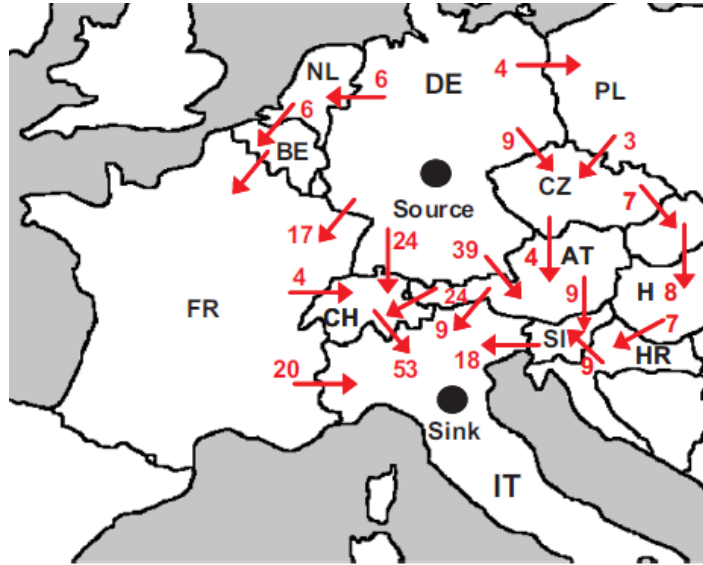 NL
6
DE
4
PL
6
9
3
BE
CZ
7
Source
17
24
39
4
AT
4
24
9
H
8
FR
CH
9
SI
7
18
9
HR
20
53
Sink
IT